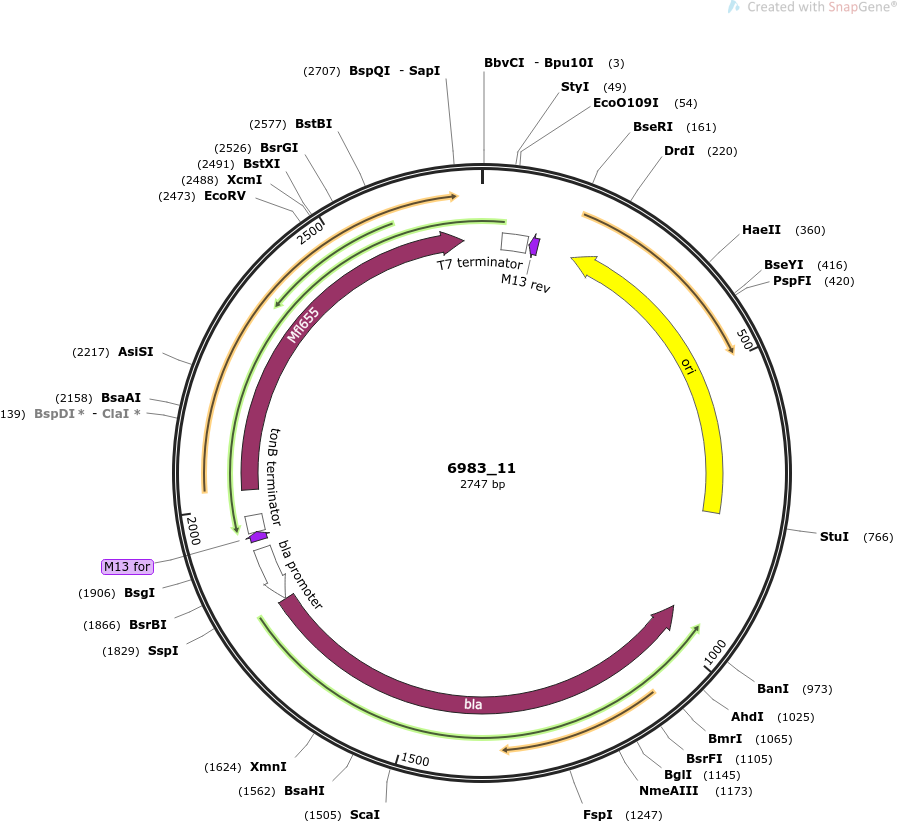 Created with SnapGene®
BbvCI - Bpu10I (3)
StyI (49)
EcoO109I (54)
BseRI (161)
DrdI (220)
HaeII (360)
BseYI (416)
PspFI (420)
500
StuI (766)
1000
BanI (973)
AhdI (1025)
BmrI (1065)
BsrFI (1105)
BglI (1145)
NmeAIII (1173)
FspI (1247)
1500
(1505) ScaI
(1562) BsaHI
(1624) XmnI
(1829) SspI
(1866) BsrBI
(1906) BsgI
M13 for
2000
139) BspDI * - ClaI *
(2158) BsaAI
(2217) AsiSI
(2473) EcoRV
(2488) XcmI
(2491) BstXI
2500
(2526) BsrGI
(2577) BstBI
(2707) BspQI - SapI
T7 terminator
M13 rev
ori
Mfl655
tonB terminator
bla promoter
bla
6983_11
2747 bp